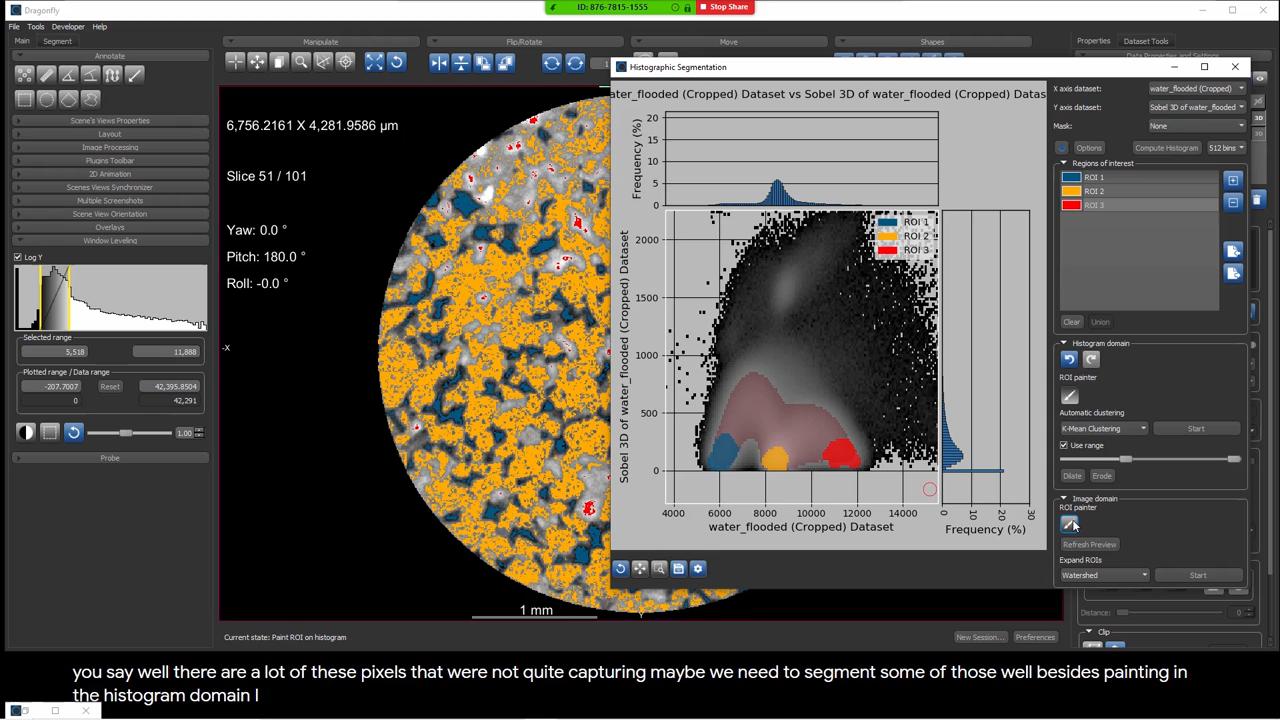 Dragonfly
ID: 876-7815-1555
Stop Share
File Tools Developer Help
Main Segment
Annotate
Scene's Views Properties
Layout
Image Processing
Plugins Toolbar
2D Animation
Scenes Views Synchronizer
Multiple Screenshots
Scene View Orientation
Overlays
Window Leveling
Log Y
Selected range
5,518 11,888
Plotted range / Data range
-207.7007 Reset 42,395.8504
0 42,291
1.00
Probe
Manipulate Flip/Rotate Move Shapes
6,756.2161 X 4,281.9586 µm
Slice 51 / 101
Yaw: 0.0 °
Pitch: 180.0 °
Roll: -0.0 °
-X
1 mm
Current state: Paint ROI on histogram
New Session... Preferences
Properties Dataset Tools
Histographic Segmentation
ater_flooded (Cropped) Dataset vs Sobel 3D of water_flooded (Cropped) Datas
Frequency (%)
20
15
10
5
0
ROI 1
ROI 2
ROI 3
Sobel 3D of water_flooded (Cropped) Dataset
2000
1500
1000
500
0
4000 6000 8000 10000 12000 14000
water_flooded (Cropped) Dataset
0 10 20 30
Frequency (%)
X axis dataset: water_flooded (Cropped)
Y axis dataset: Sobel 3D of water_flooded
Mask: None
Options Compute Histogram 512 bins
Regions of interest
ROI 1
ROI 2
ROI 3
Clear Union
Histogram domain
ROI painter
Automatic clustering
K-Mean Clustering Start
Use range
Dilate Erode
Image domain
ROI painter
Refresh Preview
Expand ROIs
Watershed Start
Distance: 0
Clip
you say well there are a lot of these pixels that were not quite capturing maybe we need to segment some of those well besides painting in
the histogram domain I